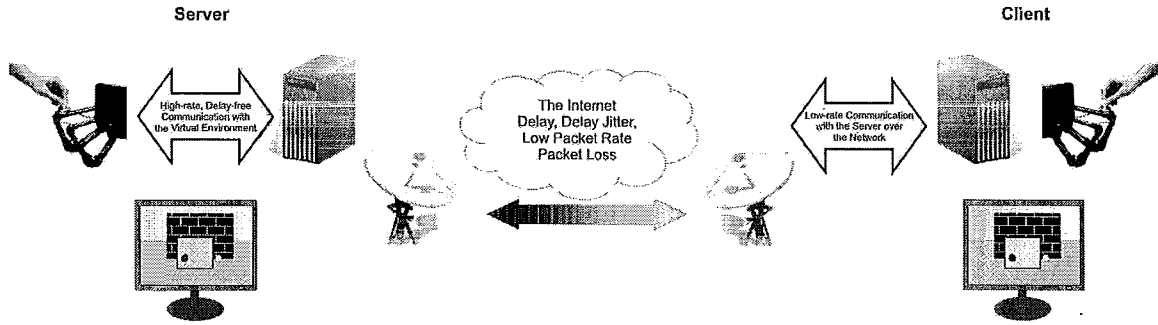 Server
Client
High-rate, Delay-free
Communication with
the Virtual Environment
The Internet
Delay, Delay Jitter,
Low Packet Rate
Packet Loss
Low-rate Communication
with the Server over
the Network